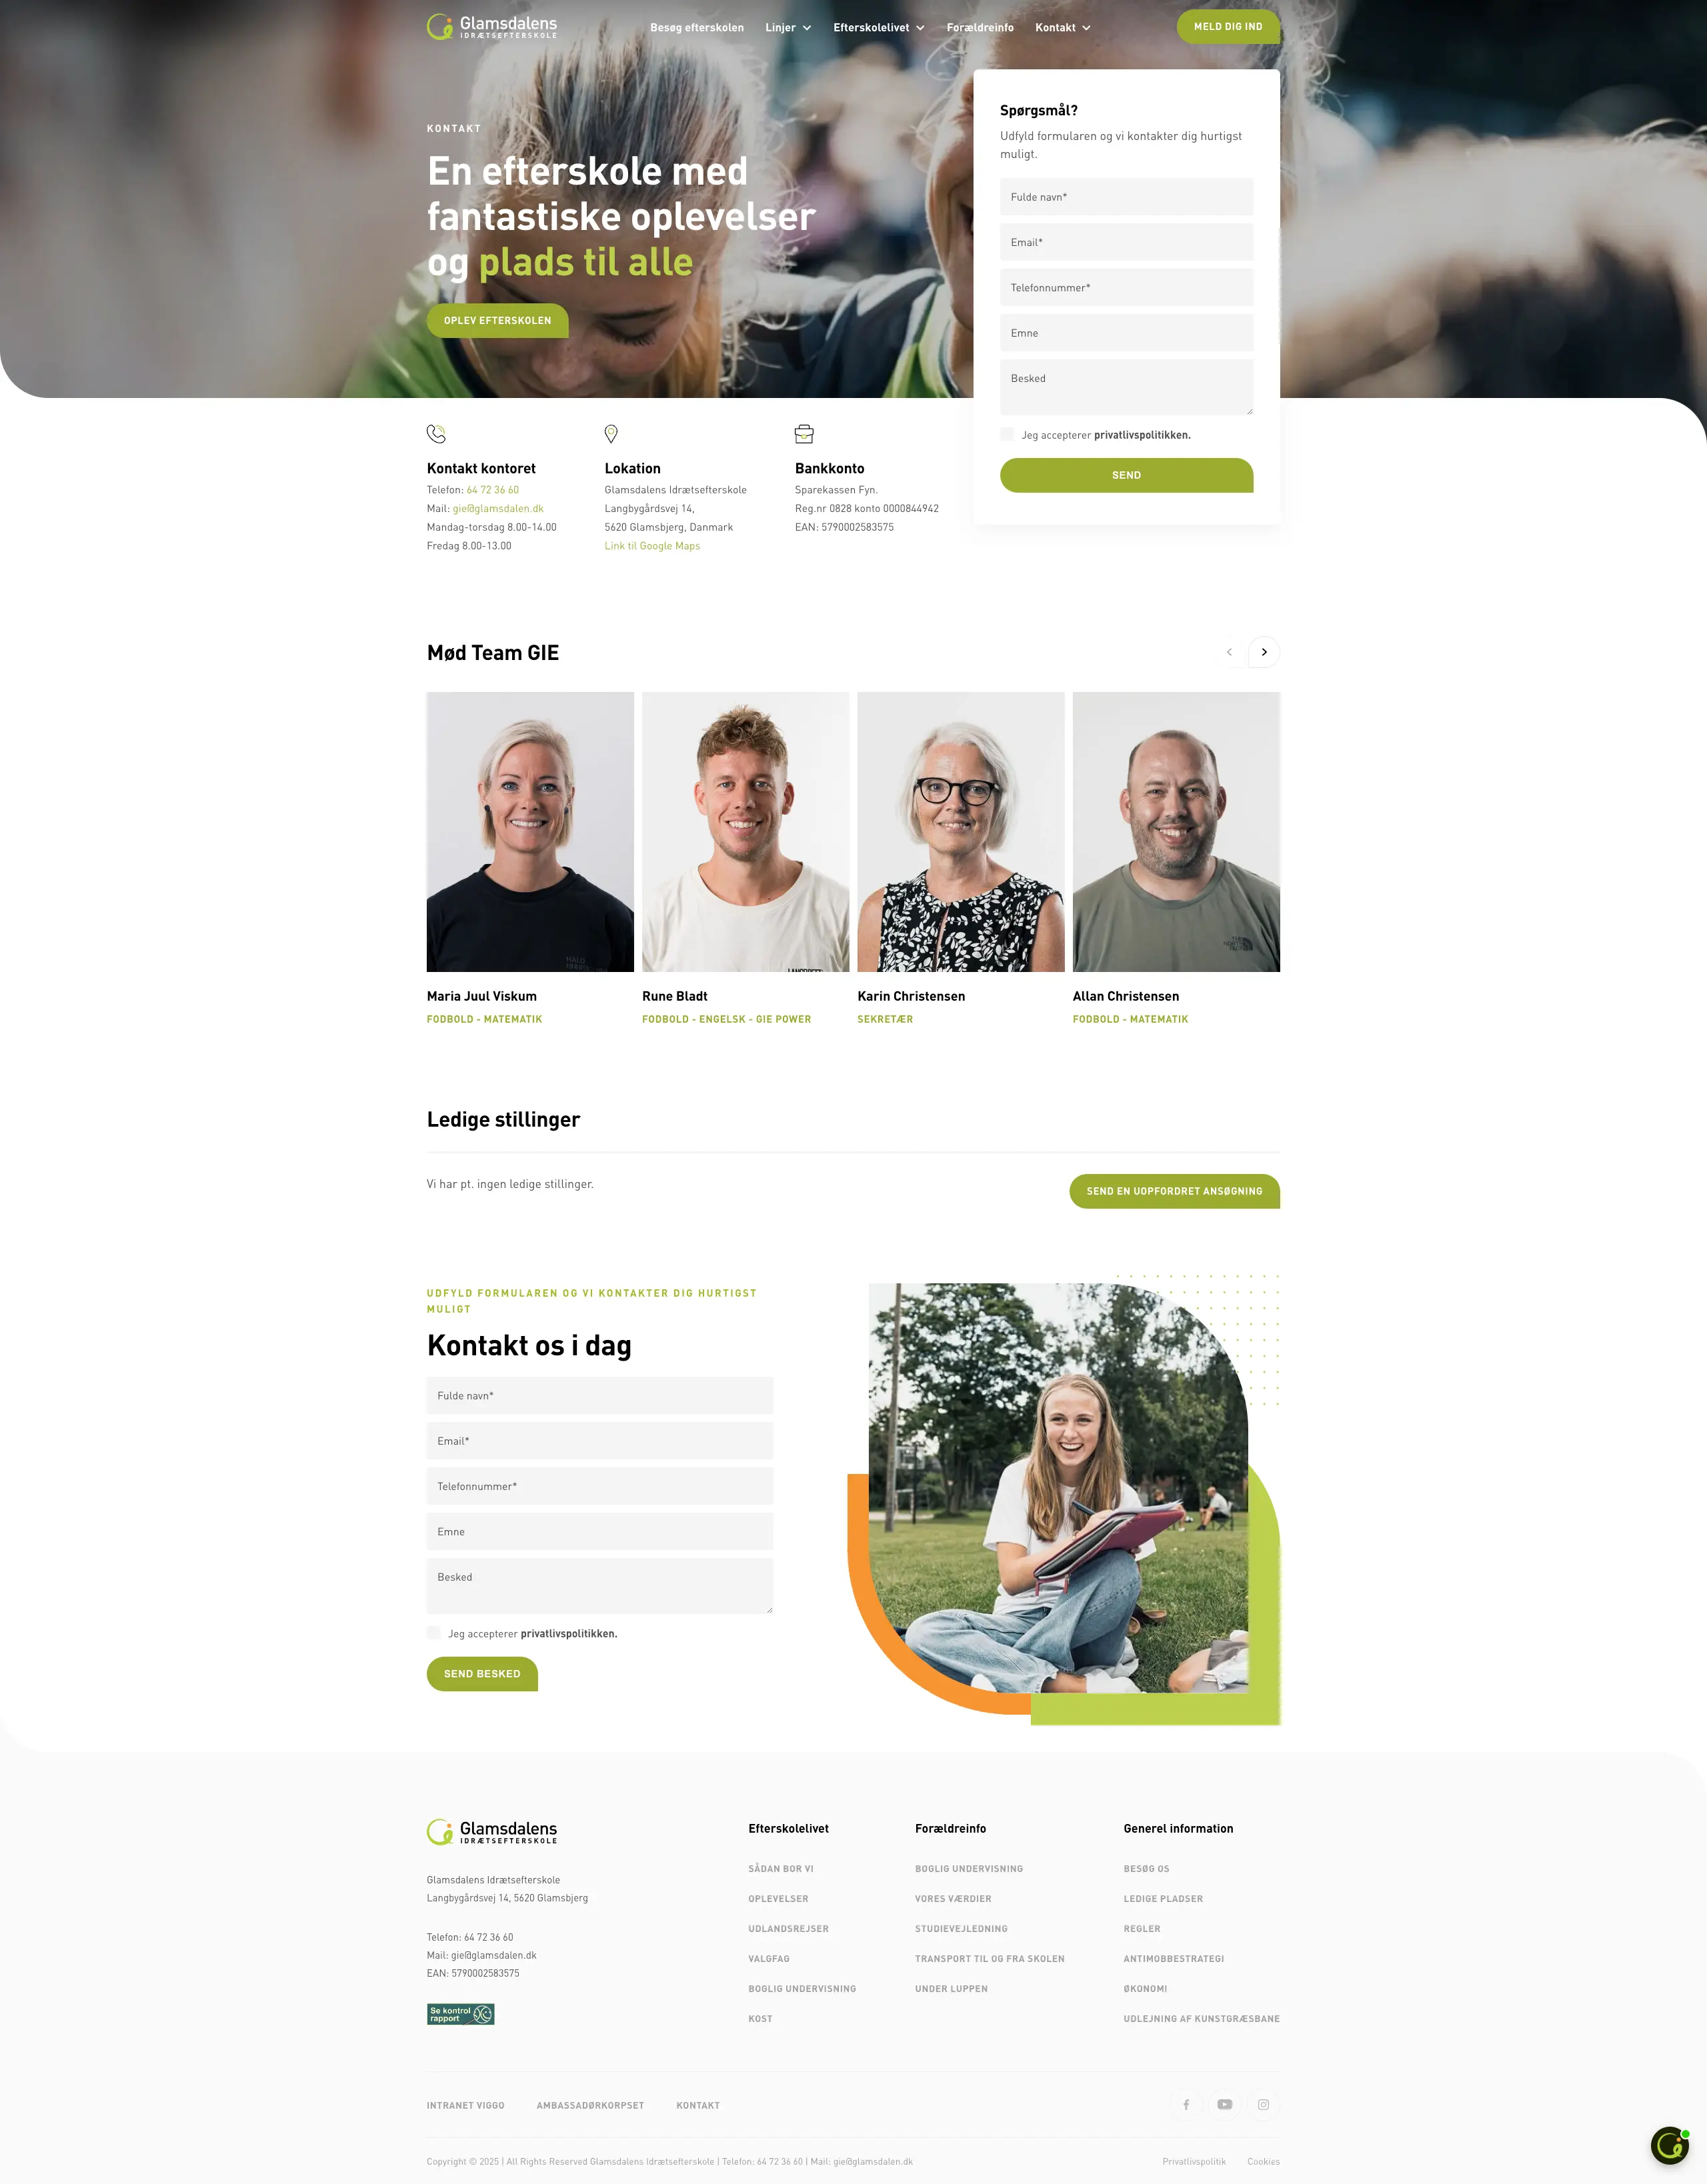 Glamsdalens
IDRÆTSEFTERSKOLE
Besøg efterskolen
Linjer
Efterskolelivet
Forældreinfo
Kontakt
MELD DIG IND
KONTAKT
En efterskole med
fantastiske oplevelser
og plads til alle
OPLEV EFTERSKOLEN
Spørgsmål?
Udfyld formularen og vi kontakter dig hurtigst
muligt.
Fulde navn*
Email*
Telefonnummer*
Emne
Besked
Jeg accepterer privatlivspolitikken.
SEND
Kontakt kontoret
Telefon: 64 72 36 60
Mail: gie@glamsdalen.dk
Mandag-torsdag 8.00-14.00
Fredag 8.00-13.00
Lokation
Glamsdalens Idrætsefterskole
Langbygårdsvej 14,
5620 Glamsbjerg, Danmark
Link til Google Maps
Bankkonto
Sparekassen Fyn.
Reg.nr 0828 konto 0000844942
EAN: 5790002583575
Mød Team GIE
HALO
THE
NORTH
FACE
Maria Juul Viskum
FODBOLD - MATEMATIK
Rune Bladt
FODBOLD - ENGELSK - GIE POWER
Karin Christensen
SEKRETÆR
Allan Christensen
FODBOLD - MATEMATIK
Ledige stillinger
Vi har pt. ingen ledige stillinger.
SEND EN UOPFORDRET ANSØGNING
UDFYLD FORMULAREN OG VI KONTAKTER DIG HURTIGST
MULIGT
Kontakt os i dag
Fulde navn*
Email*
Telefonnummer*
Emne
Besked
Jeg accepterer privatlivspolitikken.
SEND BESKED
Glamsdalens
IDRÆTSEFTERSKOLE
Glamsdalens Idrætsefterskole
Langbygårdsvej 14, 5620 Glamsbjerg
Telefon: 64 72 36 60
Mail: gie@glamsdalen.dk
EAN: 5790002583575
Se kontrol
rapport
Efterskolelivet
SÅDAN BOR VI
OPLEVELSER
UDLANDSREJSER
VALGFAG
BOGLIG UNDERVISNING
KOST
Forældreinfo
BOGLIG UNDERVISNING
VORES VÆRDIER
STUDIEVEJLEDNING
TRANSPORT TIL OG FRA SKOLEN
UNDER LUPPEN
Generel information
BESØG OS
LEDIGE PLADSER
REGLER
ANTIMOBBESTRATEGI
ØKONOMI
UDLEJNING AF KUNSTGRÆSBANE
INTRANET VIGGO
AMBASSADØRKORPSET
KONTAKT
Copyright © 2025 | All Rights Reserved Glamsdalens Idrætsefterskole | Telefon: 64 72 36 60 | Mail: gie@glamsdalen.dk
Privatlivspolitik
Cookies